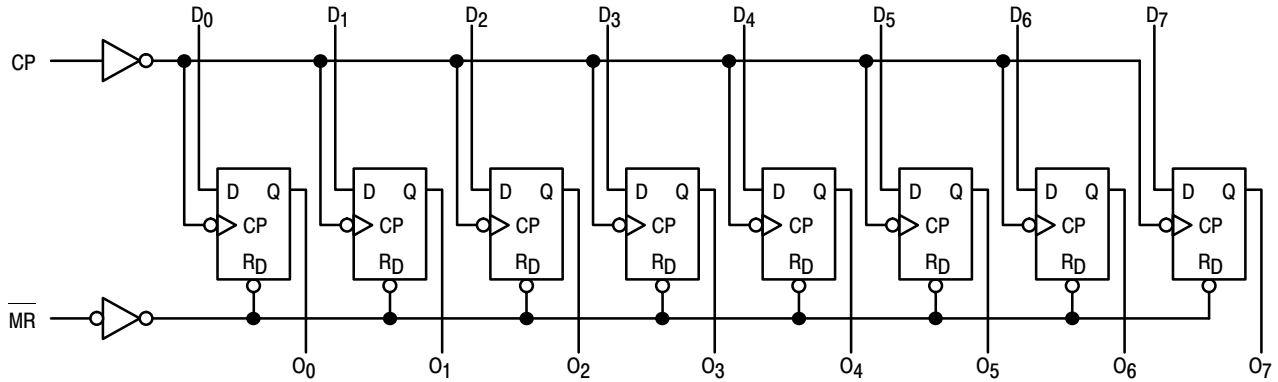 D0 D1 D2 D3 D4 D5 D6 D7
CP
D Q D Q D Q D Q D Q D Q D Q D Q
CP CP CP CP CP CP CP CP
RD RD RD RD RD RD RD RD
M̅R̅
O0 O1 O2 O3 O4 O5 O6 O7